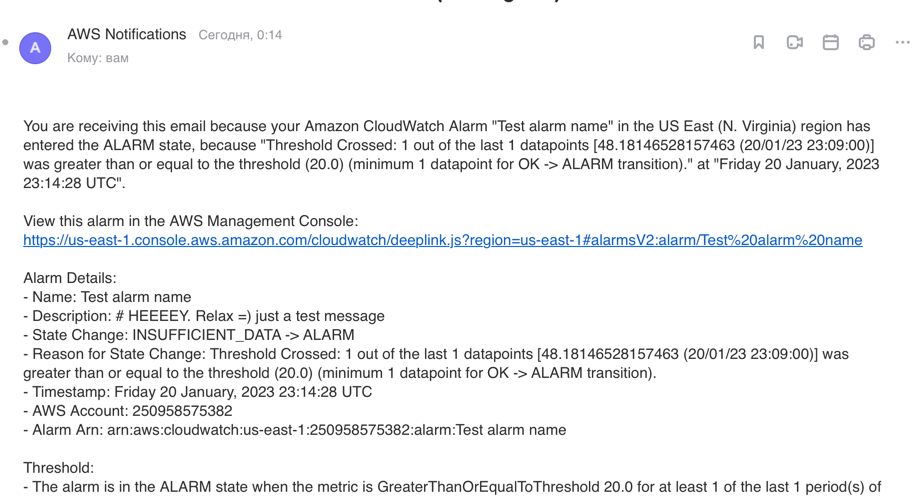 AWS Notifications Сегодня, 0:14
A
Кому: вам
You are receiving this email because your Amazon CloudWatch Alarm "Test alarm name" in the US East (N. Virginia) region has
entered the ALARM state, because "Threshold Crossed: 1 out of the last 1 datapoints [48.18146528157463 (20/01/23 23:09:00)]
was greater than or equal to the threshold (20.0) (minimum 1 datapoint for OK -> ALARM transition)." at "Friday 20 January, 2023
23:14:28 UTC".
View this alarm in the AWS Management Console:
https://us-east-1.console.aws.amazon.com/cloudwatch/deeplink.js?region=us-east-1#alarmsV2:alarm/Test%20alarm%20name
Alarm Details:
- Name: Test alarm name
- Description: # HEEEEY. Relax =) just a test message
- State Change: INSUFFICIENT_DATA -> ALARM
- Reason for State Change: Threshold Crossed: 1 out of the last 1 datapoints [48.18146528157463 (20/01/23 23:09:00)] was
greater than or equal to the threshold (20.0) (minimum 1 datapoint for OK -> ALARM transition).
- Timestamp: Friday 20 January, 2023 23:14:28 UTC
- AWS Account: 250958575382
- Alarm Arn: arn:aws:cloudwatch:us-east-1:250958575382:alarm:Test alarm name
Threshold:
- The alarm is in the ALARM state when the metric is GreaterThanOrEqualToThreshold 20.0 for at least 1 of the last 1 period(s) of